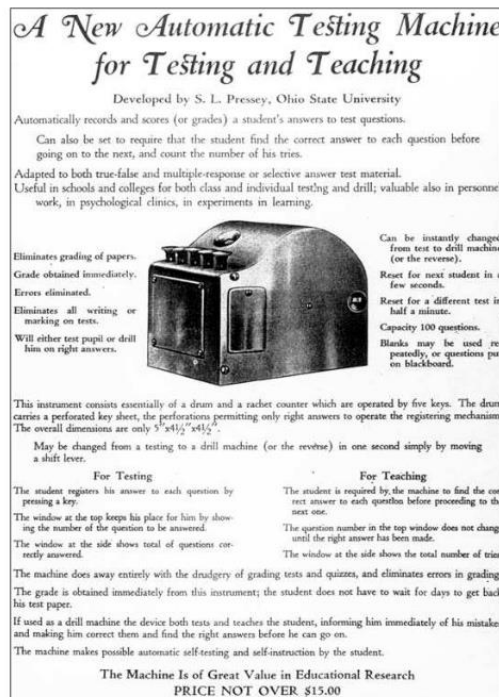 A New Automatic Testing Machine
for Testing and Teaching
Developed by S. L. Pressey, Ohio State University
Automatically records and scores (or grades) a student's answers to test questions.
Can also be set to require that the student find the correct answer to each question before
going on to the next, and count the number of his tries.
Adapted to both true-false and multiple-response or selective answer test material.
Useful in schools and colleges for both class and individual testing and drill; valuable also in personne
work, in psychological clinics, in experiments in learning.
Eliminates grading of papers.
Grade obtained immediately.
Errors eliminated.
Eliminates all writing or
marking on tests.
Will either test pupil or drill
him on right answers.
Can be instantly changed
from test to drill machine
(or the reverse).
Reset for next student in a
few seconds.
Reset for a different test in
half a minute.
Capacity 100 questions.
Blanks may be used re
peatedly, or questions put
on blackboard.
This instrument consists essentially of a drum and a rachet counter which are operated by five keys. The drum
carries a perforated key sheet, the perforations permitting only right answers to operate the registering mechanism
The overall dimensions are only 5"x4½"x4½".
May be changed from a testing to a drill machine (or the reverse) in one second simply by moving
a shift lever.
For Testing
The student registers his answer to each question by
pressing a key.
The window at the top keeps his place for him by show-
ing the number of the question to be answered.
The window at the side shows total of questions cor-
rectly answered.
For Teaching
The student is required by the machine to find the cor
rect answer to each question before proceeding to the
next one.
The question number in the top window does not change
until the right answer has been made.
The window at the side shows the total number of tries
The machine does away entirely with the drudgery of grading tests and quizzes, and eliminates errors in grading
The grade is obtained immediately from this instrument; the student does not have to wait for days to get back
his test paper.
If used as a drill machine the device both tests and teaches the student, informing him immediately of his mistake
and making him correct them and find the right answers before he can go on.
The machine makes possible automatic self-testing and self-instruction by the student.
The Machine Is of Great Value in Educational Research
PRICE NOT OVER $15.00